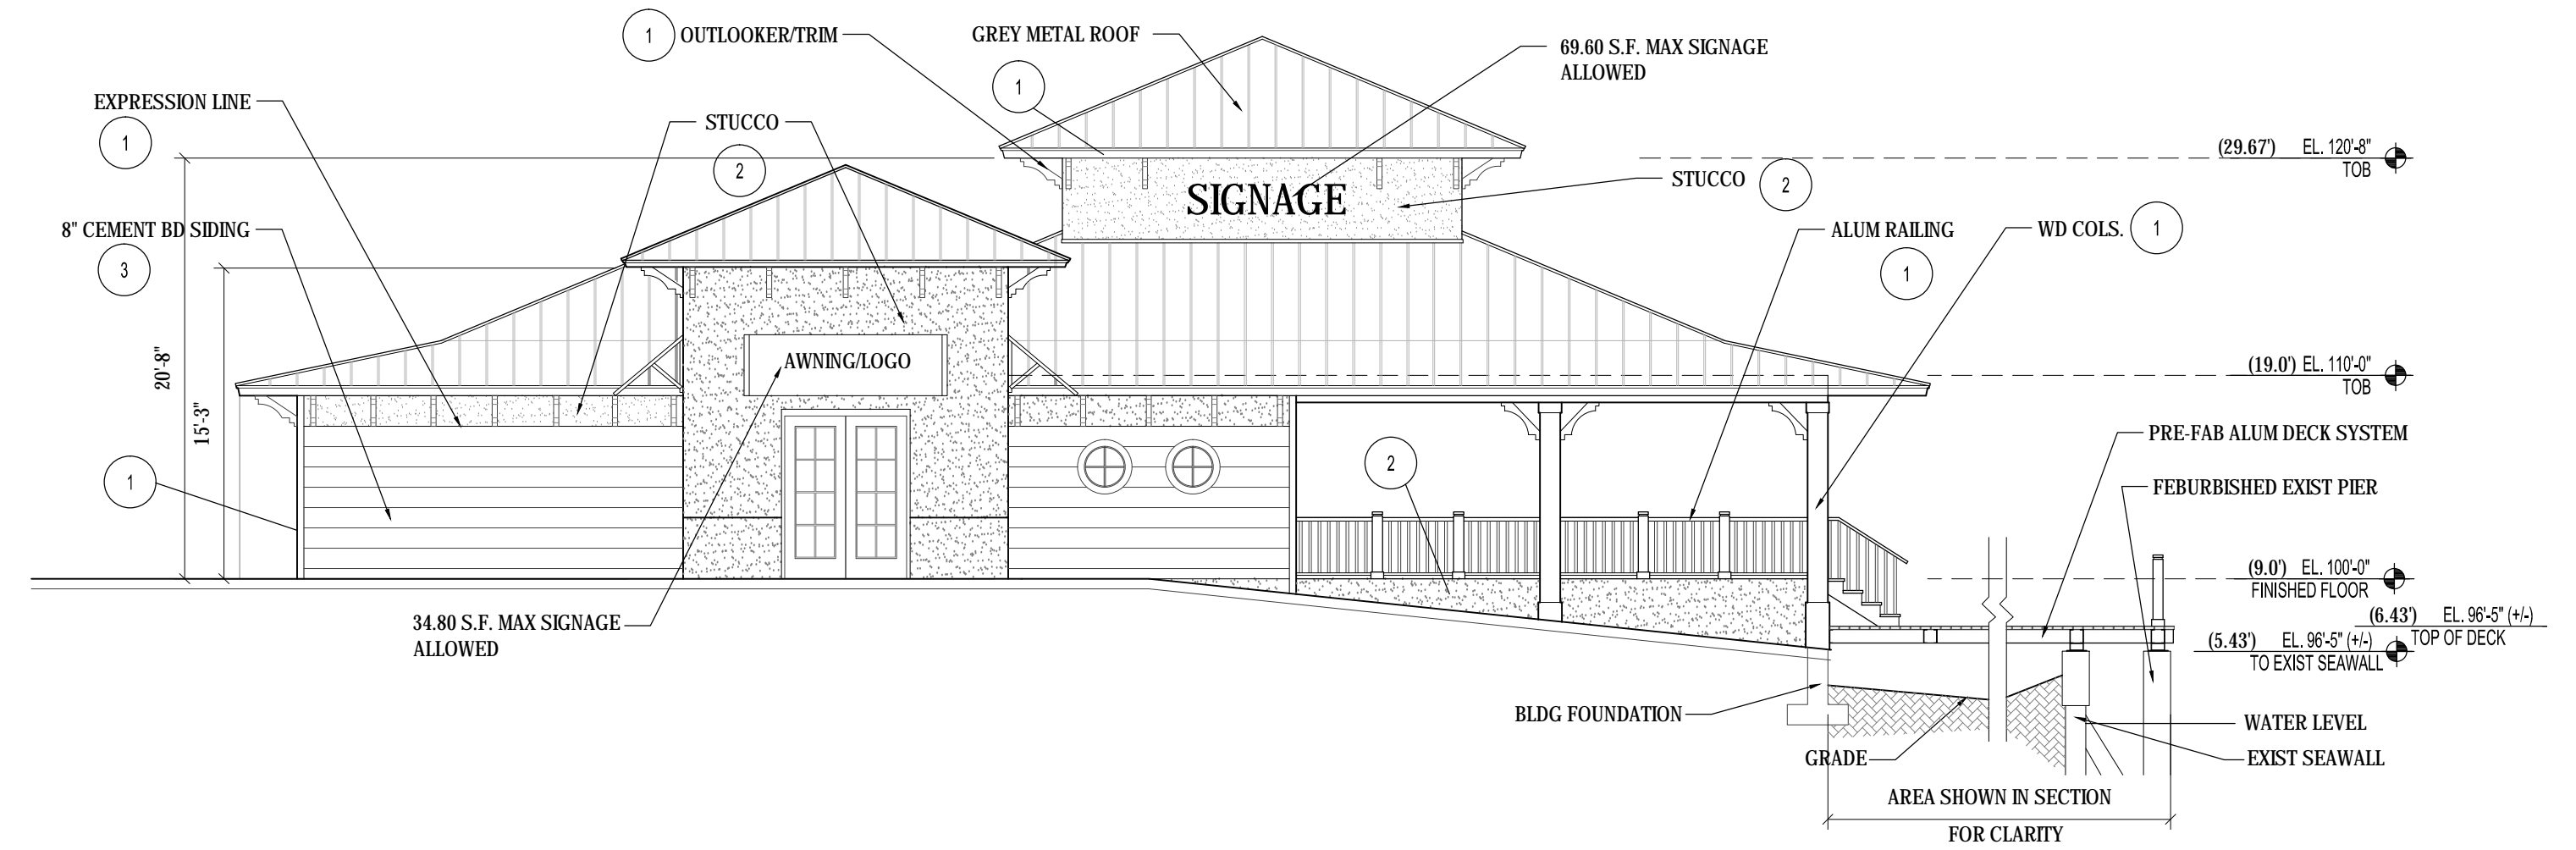 1
OUTLOOKER/TRIM
GREY METAL ROOF
1
69.60 S.F. MAX SIGNAGE
ALLOWED
EXPRESSION LINE
1
STUCCO
2
8" CEMENT BD SIDING
3
SIGNAGE
STUCCO
2
(29.67') EL. 120'-8"
TOB
ALUM RAILING
1
WD COLS.
1
20'-8"
15'-3"
AWNING/LOGO
(19.0') EL. 110'-0"
TOB
1
2
PRE-FAB ALUM DECK SYSTEM
FEBURBISHED EXIST PIER
(9.0') EL. 100'-0"
FINISHED FLOOR
(6.43') EL. 96'-5" (+/-)
TOP OF DECK
(5.43') EL. 96'-5" (+/-)
TO EXIST SEAWALL
34.80 S.F. MAX SIGNAGE
ALLOWED
BLDG FOUNDATION
GRADE
WATER LEVEL
EXIST SEAWALL
AREA SHOWN IN SECTION
FOR CLARITY